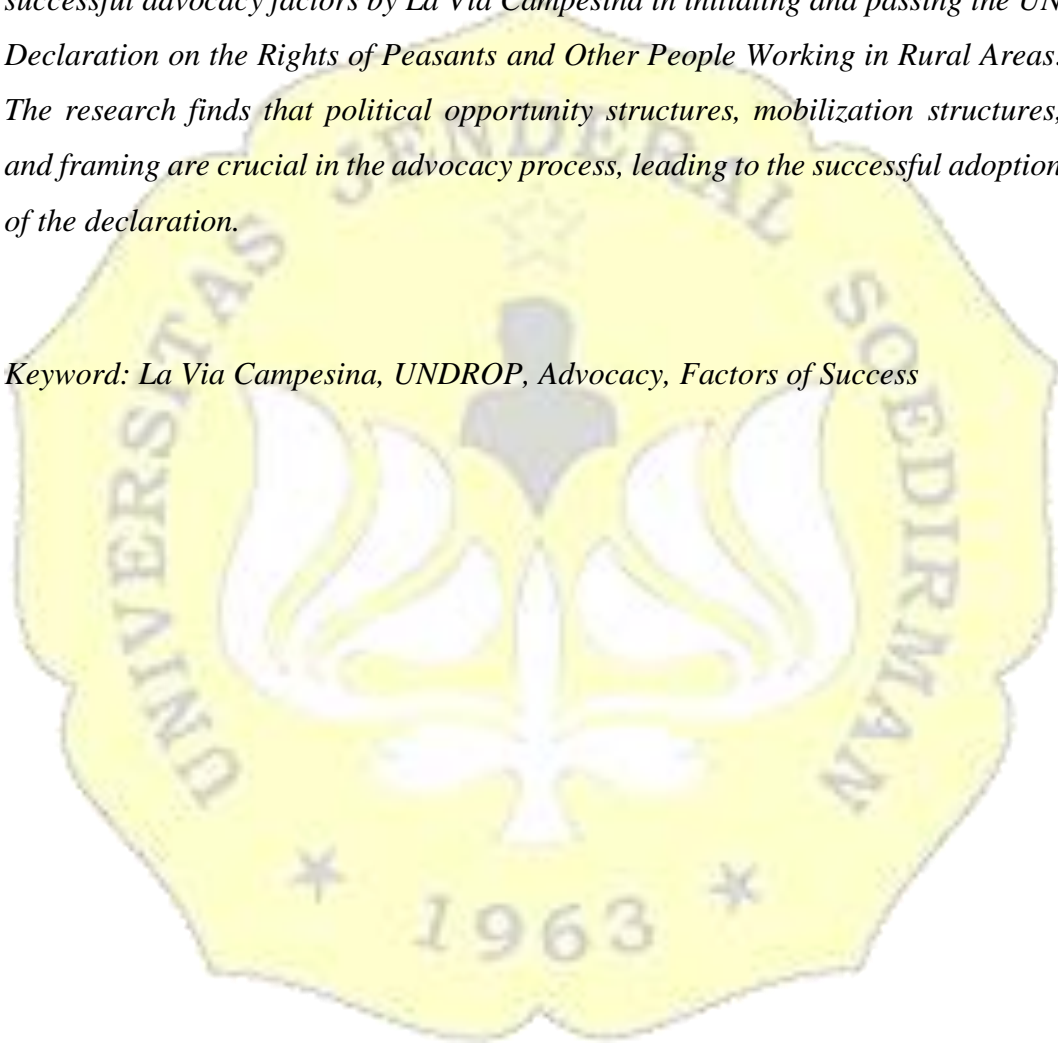 successful advocacy factors by La Via Campesina in initiating and passing the UN
Declaration on the Rights of Peasants and Other People Working in Rural Areas.
The research finds that political opportunity structures, mobilization structures,
and framing are crucial in the advocacy process, leading to the successful adoption
of the declaration.
Keyword: La Via Campesina, UNDROP, Advocacy, Factors of Success
UNIVERSITAS JENDERAL SOEDIRMAN
1963